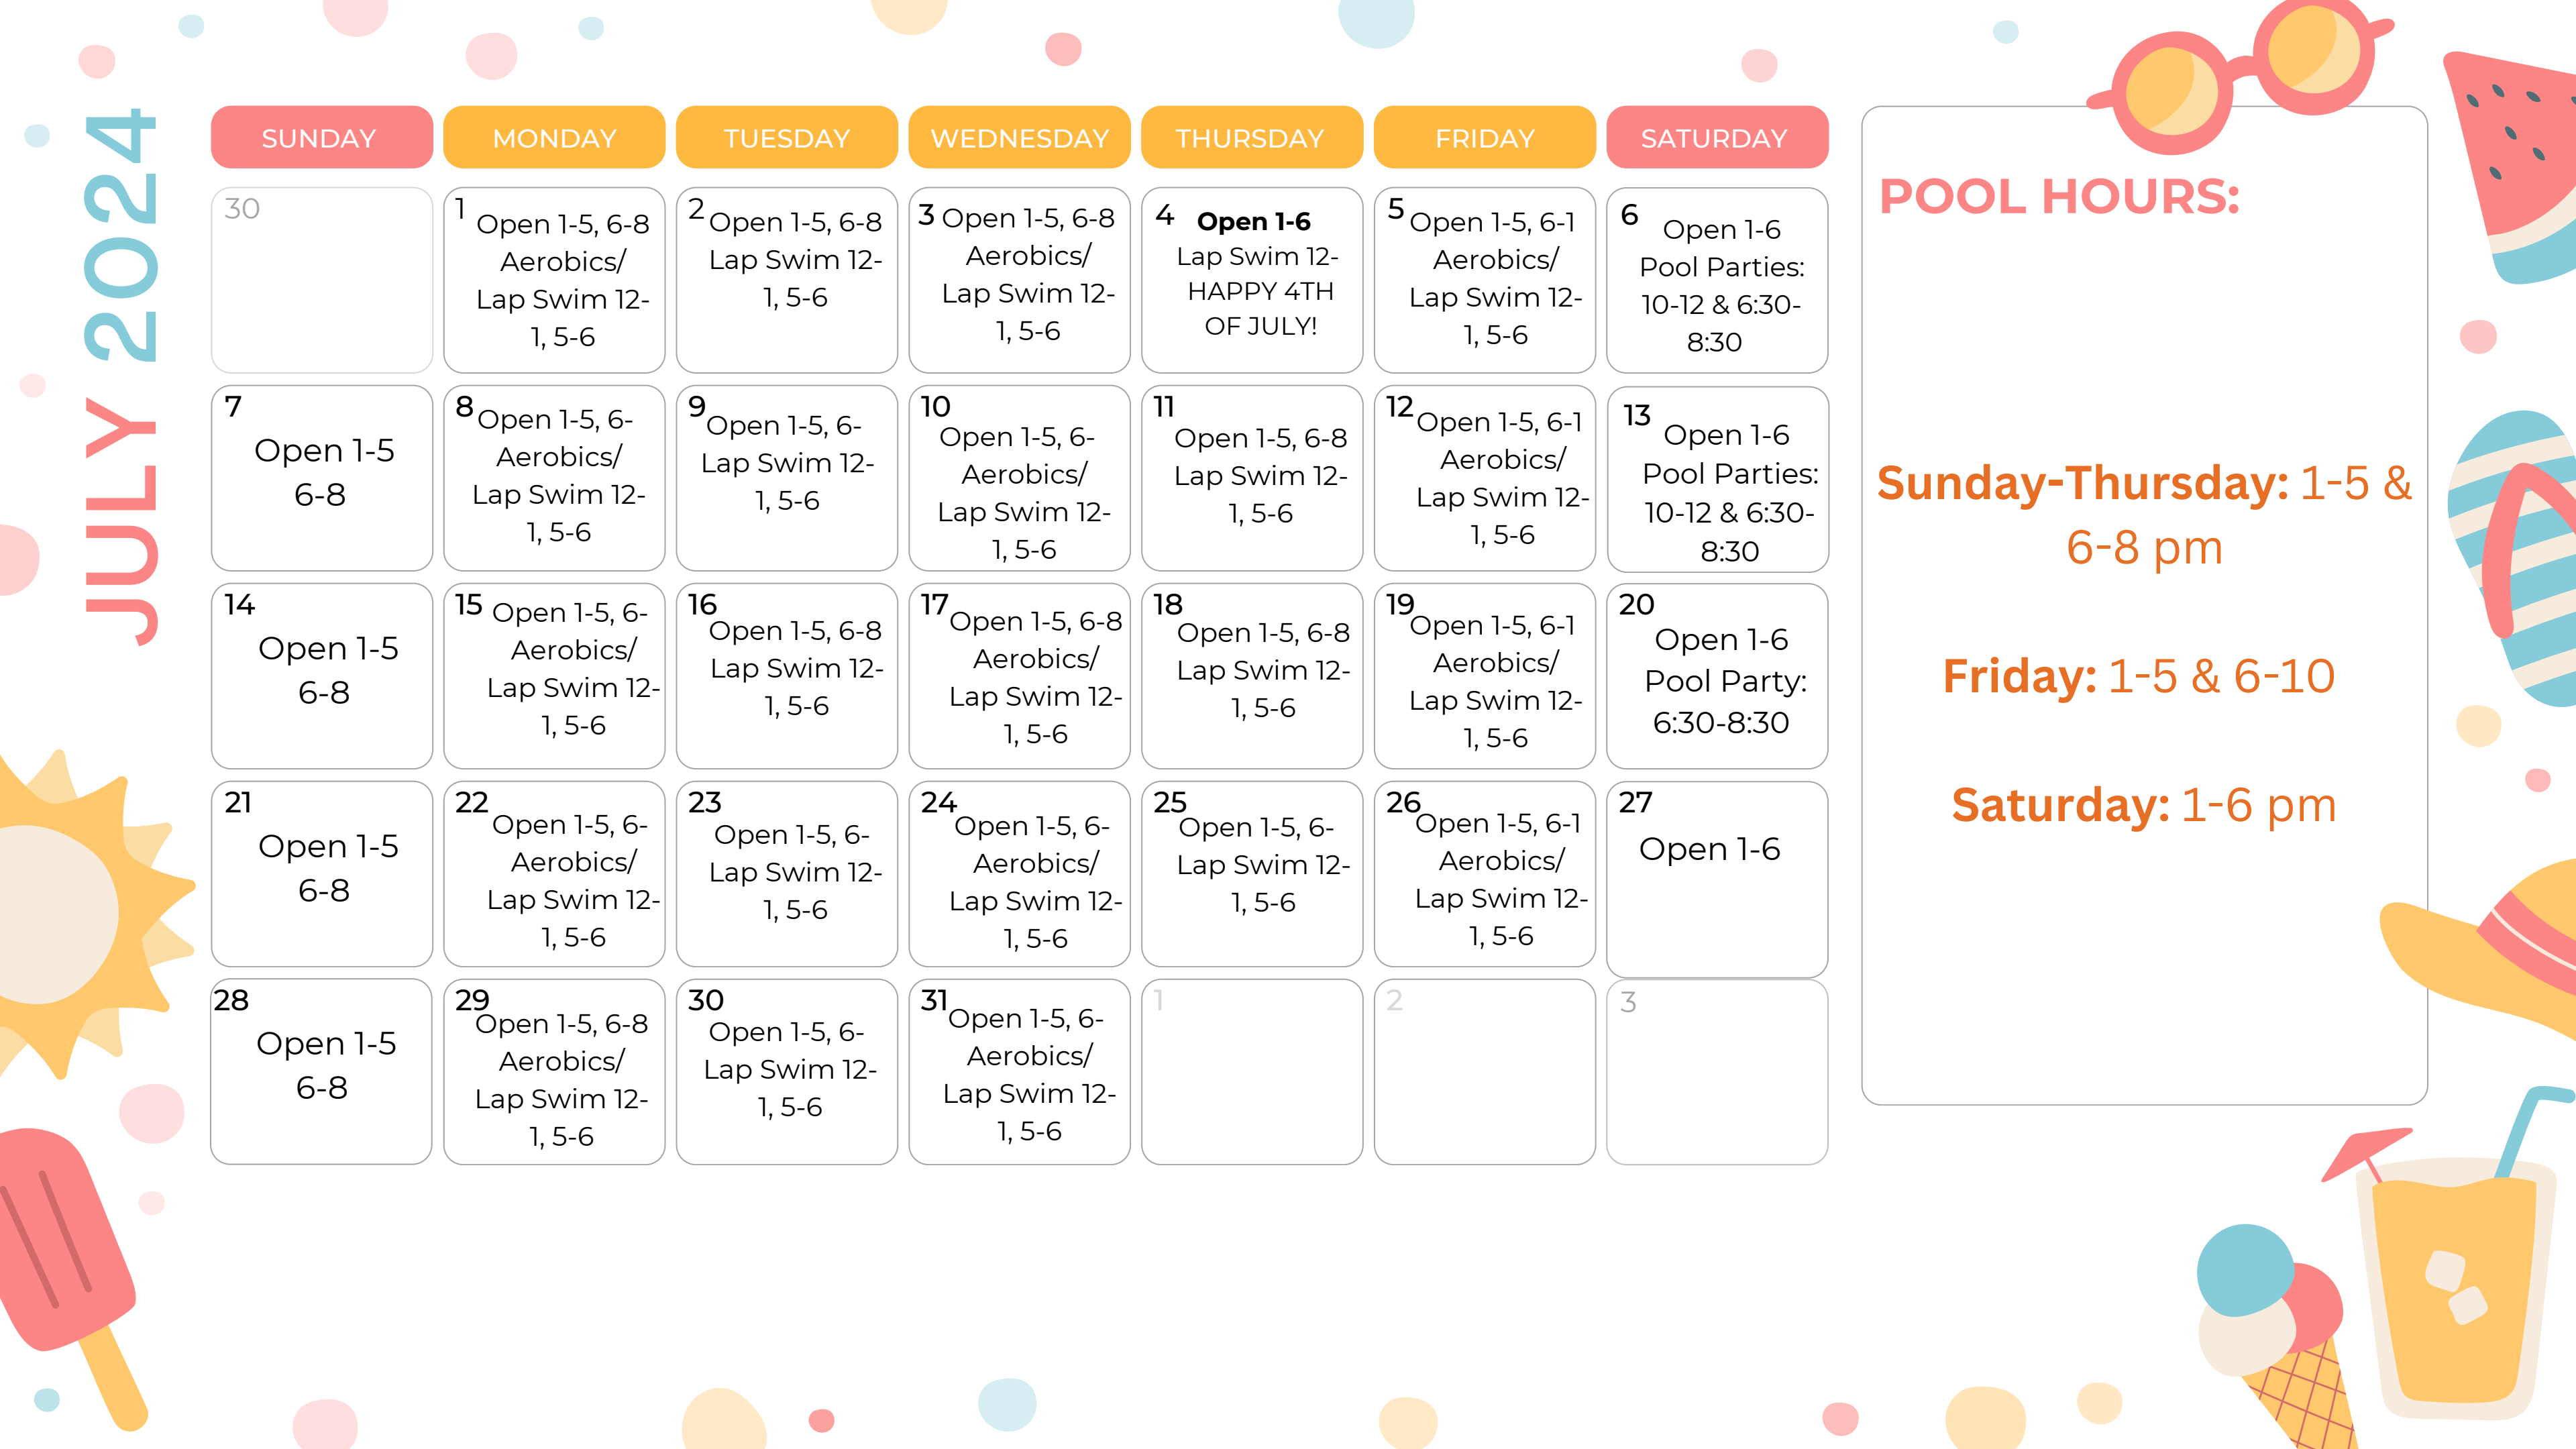 JULY 2024
SUNDAY
MONDAY
TUESDAY
WEDNESDAY
THURSDAY
FRIDAY
SATURDAY
30
1
Open 1-5, 6-8
Aerobics/
Lap Swim 12-
1, 5-6
2
Open 1-5, 6-8
Lap Swim 12-
1, 5-6
3
Open 1-5, 6-8
Aerobics/
Lap Swim 12-
1, 5-6
4
Open 1-6
Lap Swim 12-
HAPPY 4TH
OF JULY!
5
Open 1-5, 6-1
Aerobics/
Lap Swim 12-
1, 5-6
6
Open 1-6
Pool Parties:
10-12 & 6:30-
8:30
7
Open 1-5
6-8
8
Open 1-5, 6-
Aerobics/
Lap Swim 12-
1, 5-6
9
Open 1-5, 6-
Lap Swim 12-
1, 5-6
10
Open 1-5, 6-
Aerobics/
Lap Swim 12-
1, 5-6
11
Open 1-5, 6-8
Lap Swim 12-
1, 5-6
12
Open 1-5, 6-1
Aerobics/
Lap Swim 12-
1, 5-6
13
Open 1-6
Pool Parties:
10-12 & 6:30-
8:30
14
Open 1-5
6-8
15
Open 1-5, 6-
Aerobics/
Lap Swim 12-
1, 5-6
16
Open 1-5, 6-8
Lap Swim 12-
1, 5-6
17
Open 1-5, 6-8
Aerobics/
Lap Swim 12-
1, 5-6
18
Open 1-5, 6-8
Lap Swim 12-
1, 5-6
19
Open 1-5, 6-1
Aerobics/
Lap Swim 12-
1, 5-6
20
Open 1-6
Pool Party:
6:30-8:30
21
Open 1-5
6-8
22
Open 1-5, 6-
Aerobics/
Lap Swim 12-
1, 5-6
23
Open 1-5, 6-
Lap Swim 12-
1, 5-6
24
Open 1-5, 6-
Aerobics/
Lap Swim 12-
1, 5-6
25
Open 1-5, 6-
Lap Swim 12-
1, 5-6
26
Open 1-5, 6-1
Aerobics/
Lap Swim 12-
1, 5-6
27
Open 1-6
28
Open 1-5
6-8
29
Open 1-5, 6-8
Aerobics/
Lap Swim 12-
1, 5-6
30
Open 1-5, 6-
Lap Swim 12-
1, 5-6
31
Open 1-5, 6-
Aerobics/
Lap Swim 12-
1, 5-6
1
2
3
POOL HOURS:
Sunday-Thursday: 1-5 &
6-8 pm
Friday: 1-5 & 6-10
Saturday: 1-6 pm